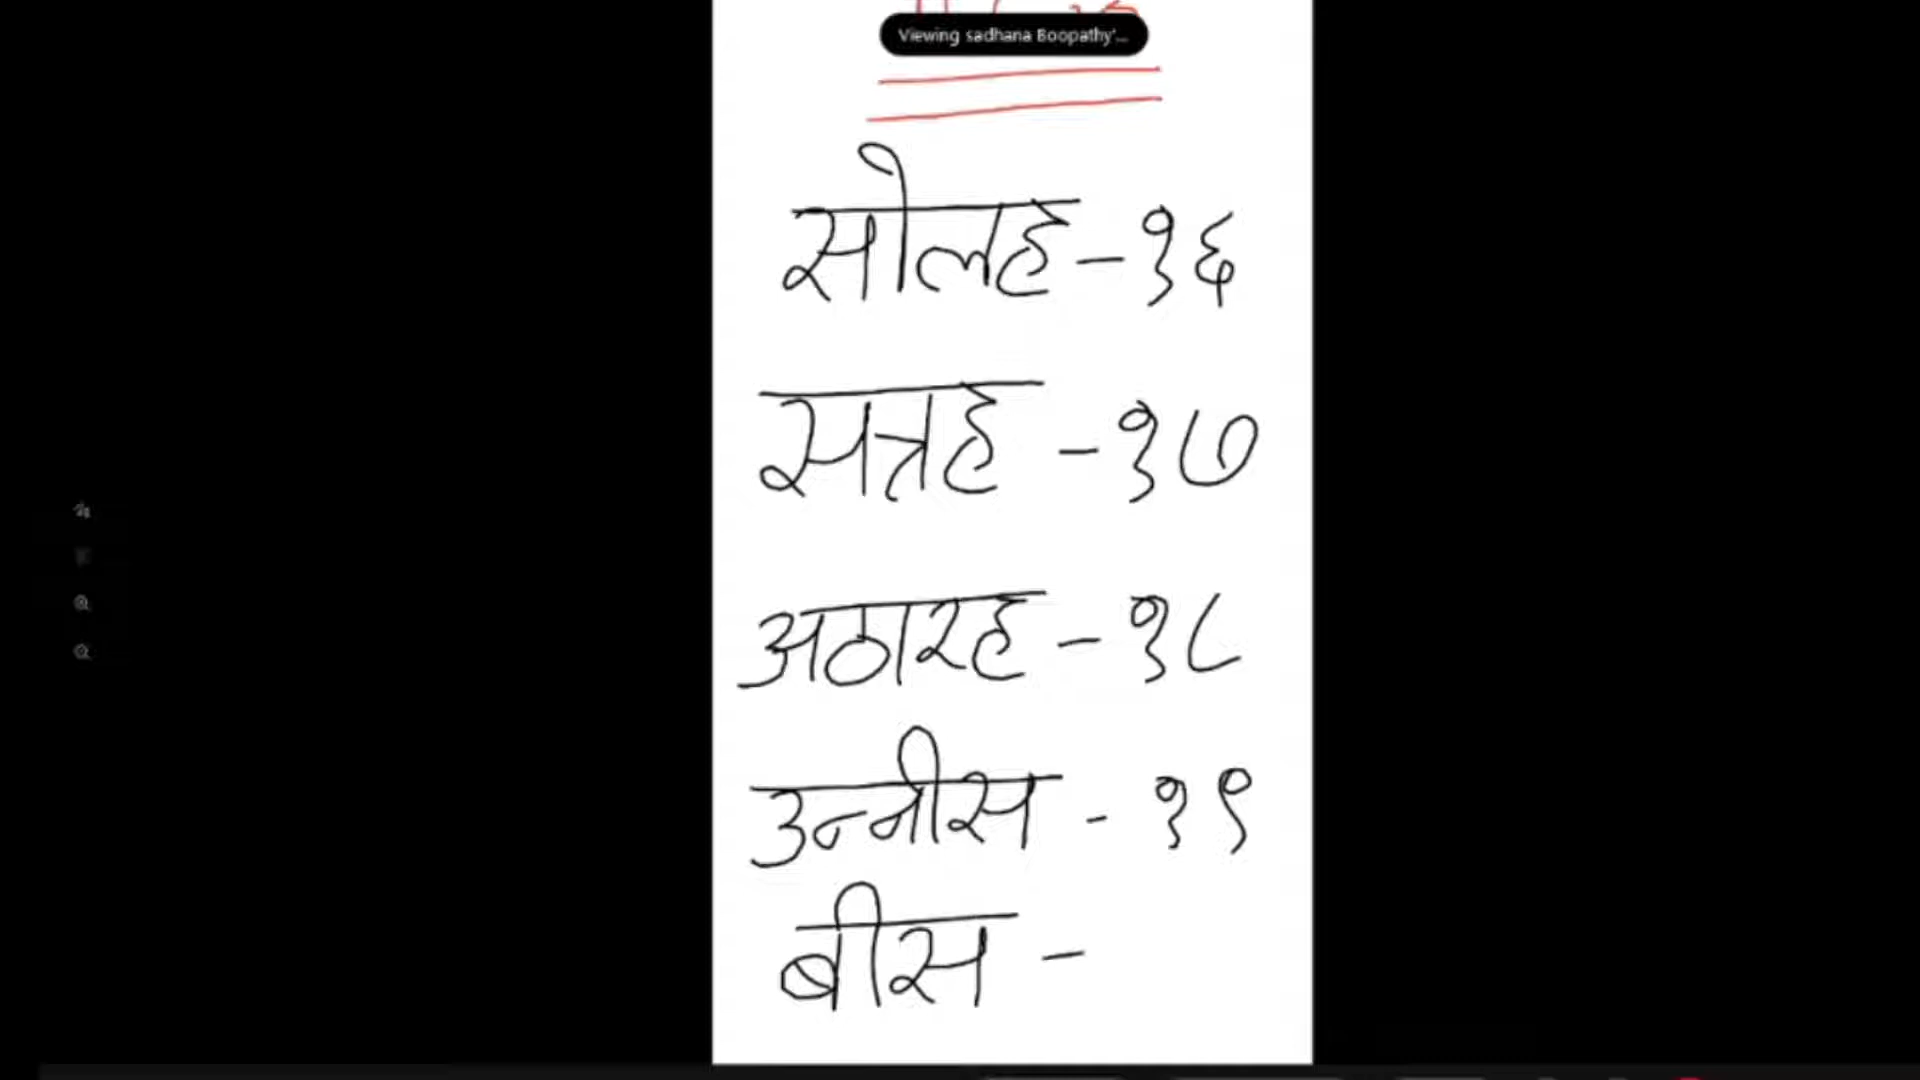 Viewing sadhana Boopathy'...
सोलह - १६
सत्रह - १७
अठारह - १८
उन्नीस - १९
बीस -